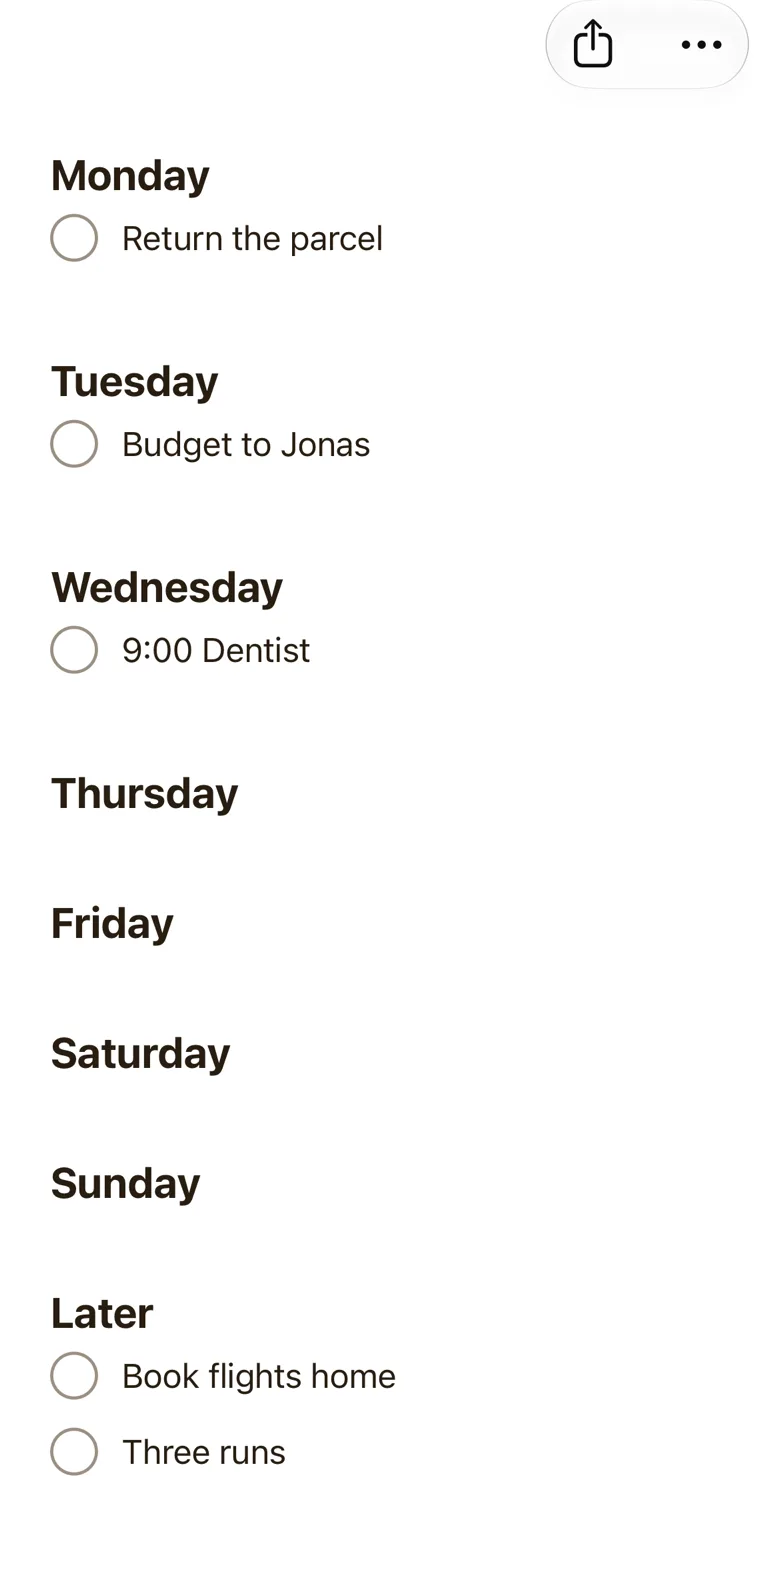 Monday
Return the parcel
Tuesday
Budget to Jonas
Wednesday
9:00 Dentist
Thursday
Friday
Saturday
Sunday
Later
Book flights home
Three runs